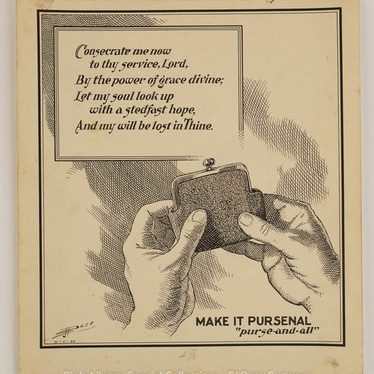 Consecrate me now
to thy service, Lord,
By the power of grace divine;
Let my soul look up
with a stedfast hope,
And my will be lost in Thine.
MAKE IT PURSENAL
"purse-and-all"
Pace